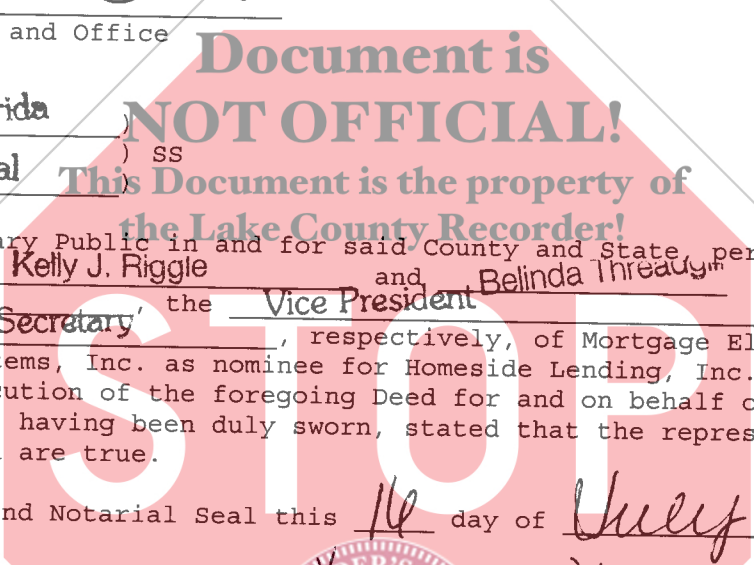 and Office
Document is
rida
NOT OFFICIAL!
)
) SS
al
)
This Document is the property of
the Lake County Recorder!
ary Public in and for said County and State, per
Kelly J. Riggle and Belinda
Secretary the Vice President
, respectively, of Mortgage El
tems, Inc. as nominee for Homeside Lending, Inc.
cution of the foregoing Deed for and on behalf
having been duly sworn, stated that the repres
are true.
STOP
nd Notarial Seal this 16 day of July